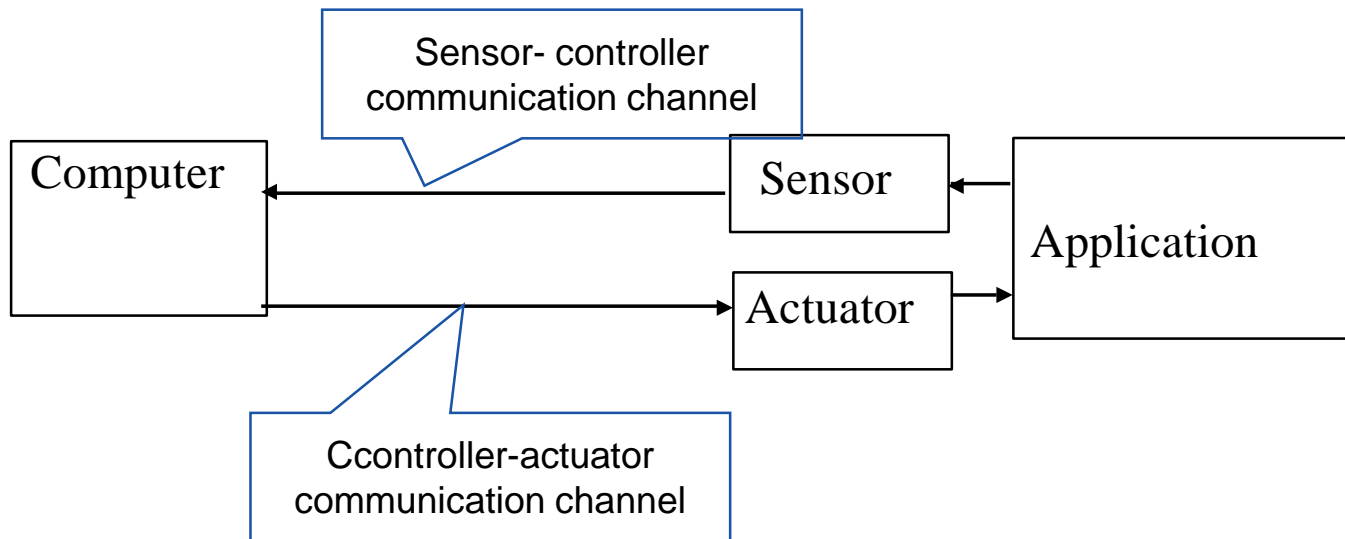 Sensor- controller
communication channel
Computer
Sensor
Application
Actuator
Ccontroller-actuator
communication channel